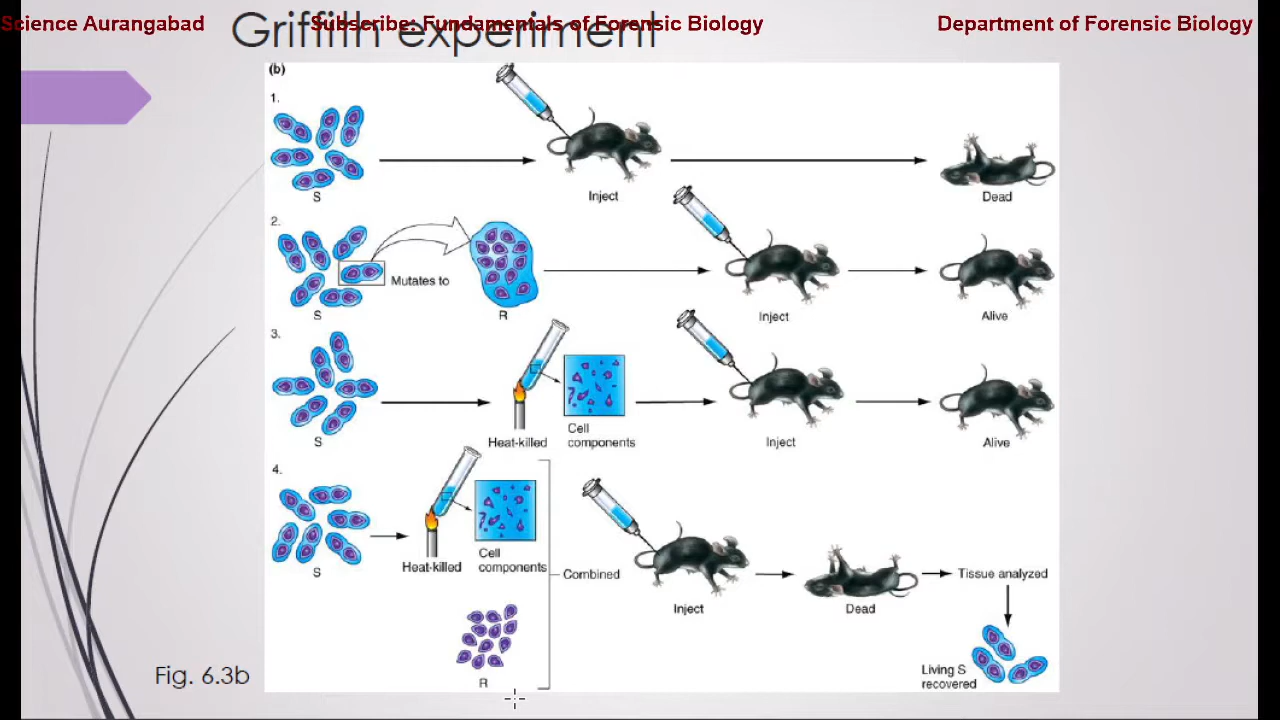 Science Aurangabad Subscribe: Fundamentals of Forensic Biology Department of Forensic Biology
Griffith experiment
(b)
1.
S
Inject
Dead
2.
Mutates to
S
R
Inject
Alive
3.
S
Heat-killed
Cell
components
Inject
Alive
4.
S
Heat-killed
Cell
components
R
Combined
Inject
Dead
Tissue analyzed
Living S
recovered
Fig. 6.3b